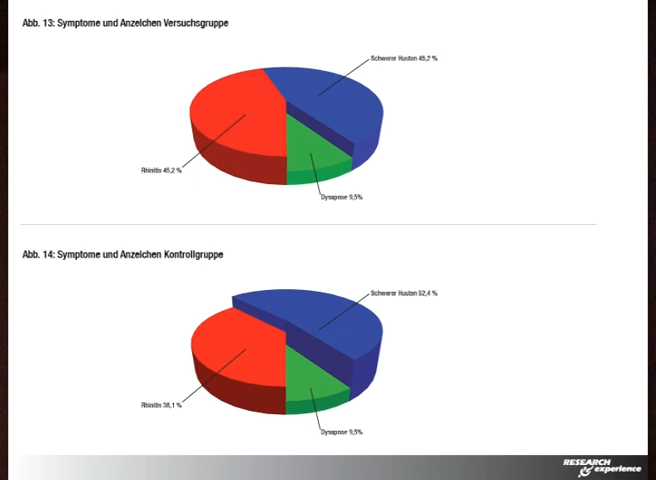 Abb. 13: Symptome und Anzeichen Versuchsgruppe
Schwerer Husten 45,2 %
Rhinitis 45,2 %
Dyspnoe 9,5%
Abb. 14: Symptome und Anzeichen Kontrollgruppe
Schwerer Husten 52,4 %
Rhinitis 38,1 %
Dyspnoe 9,5%
RESEARCH
& experience